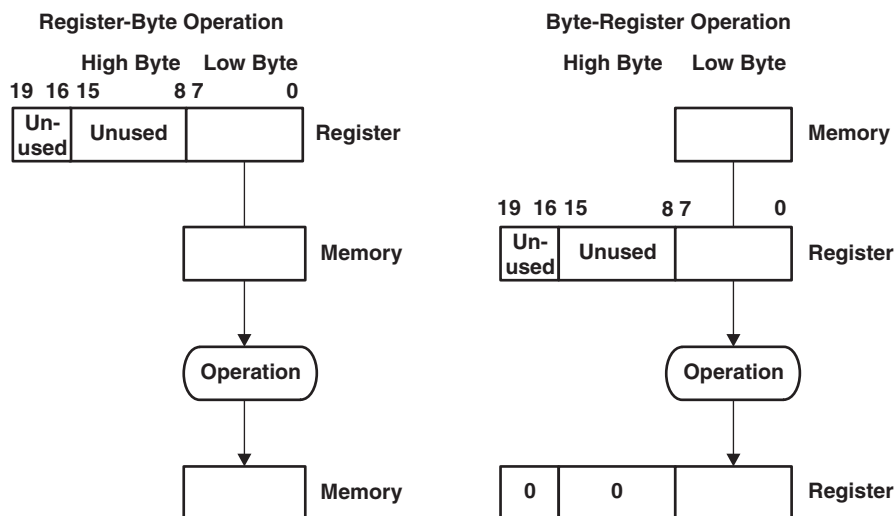 Register-Byte Operation
High Byte Low Byte
19 16 15 8 7 0
Un-
used
Unused
Register
Memory
Operation
Memory
Byte-Register Operation
High Byte Low Byte
Memory
19 16 15 8 7 0
Un-
used
Unused
Register
Operation
0 0 Register